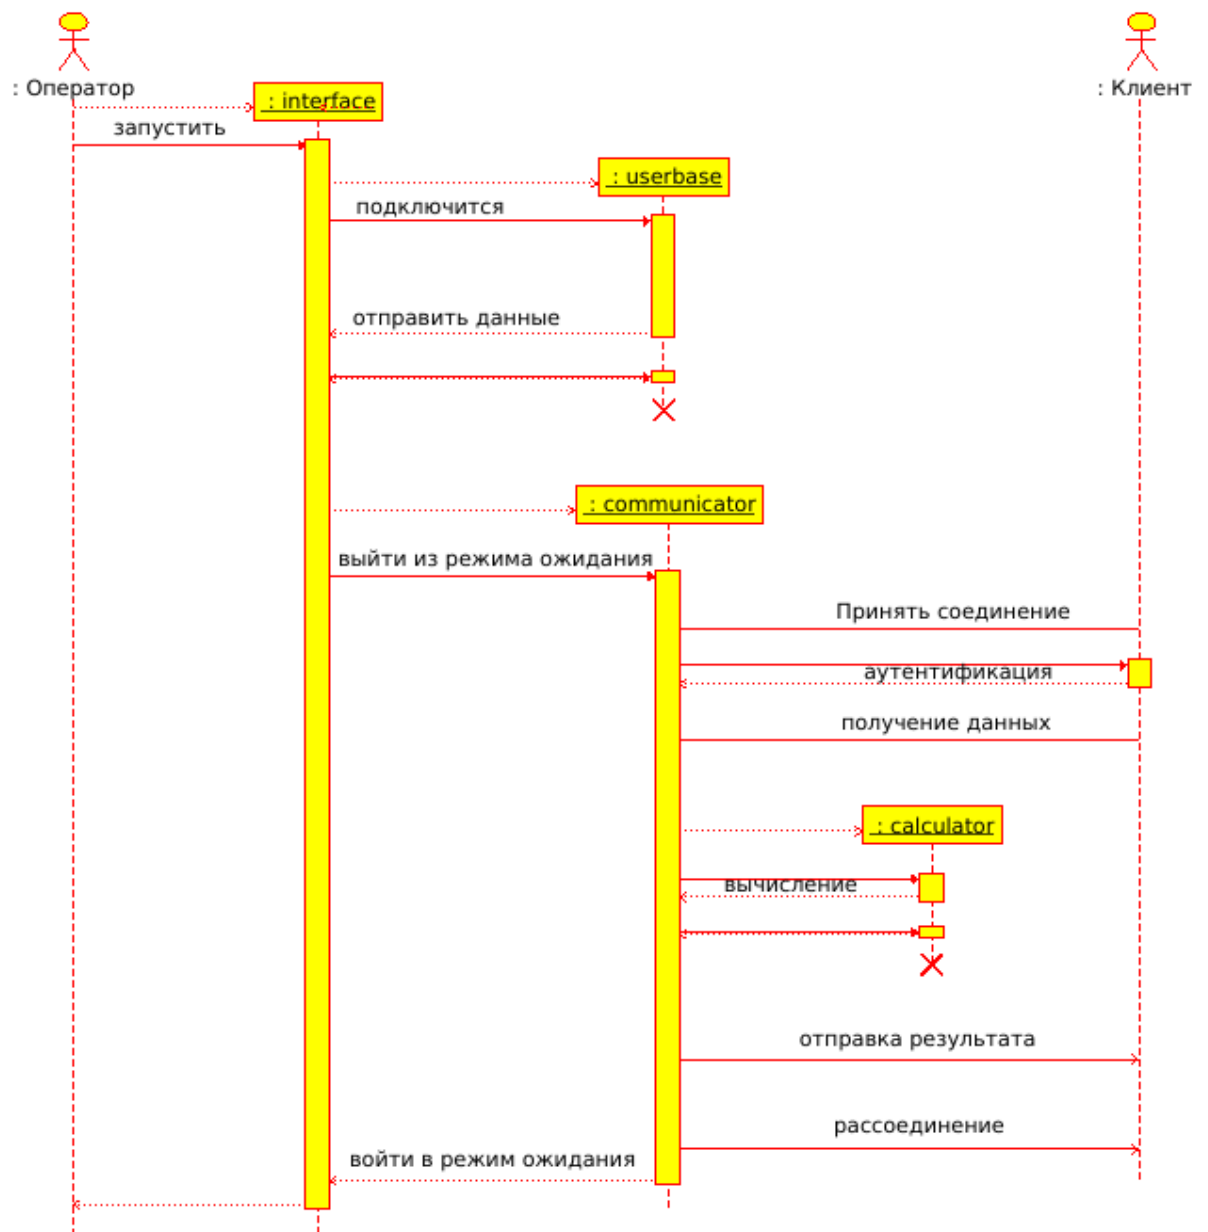 : Оператор
: Клиент
: interface
запустить
: userbase
подключится
отправить данные
: communicator
выйти из режима ожидания
Принять соединение
аутентификация
получение данных
: calculator
вычисление
отправка результата
рассоединение
войти в режим ожидания